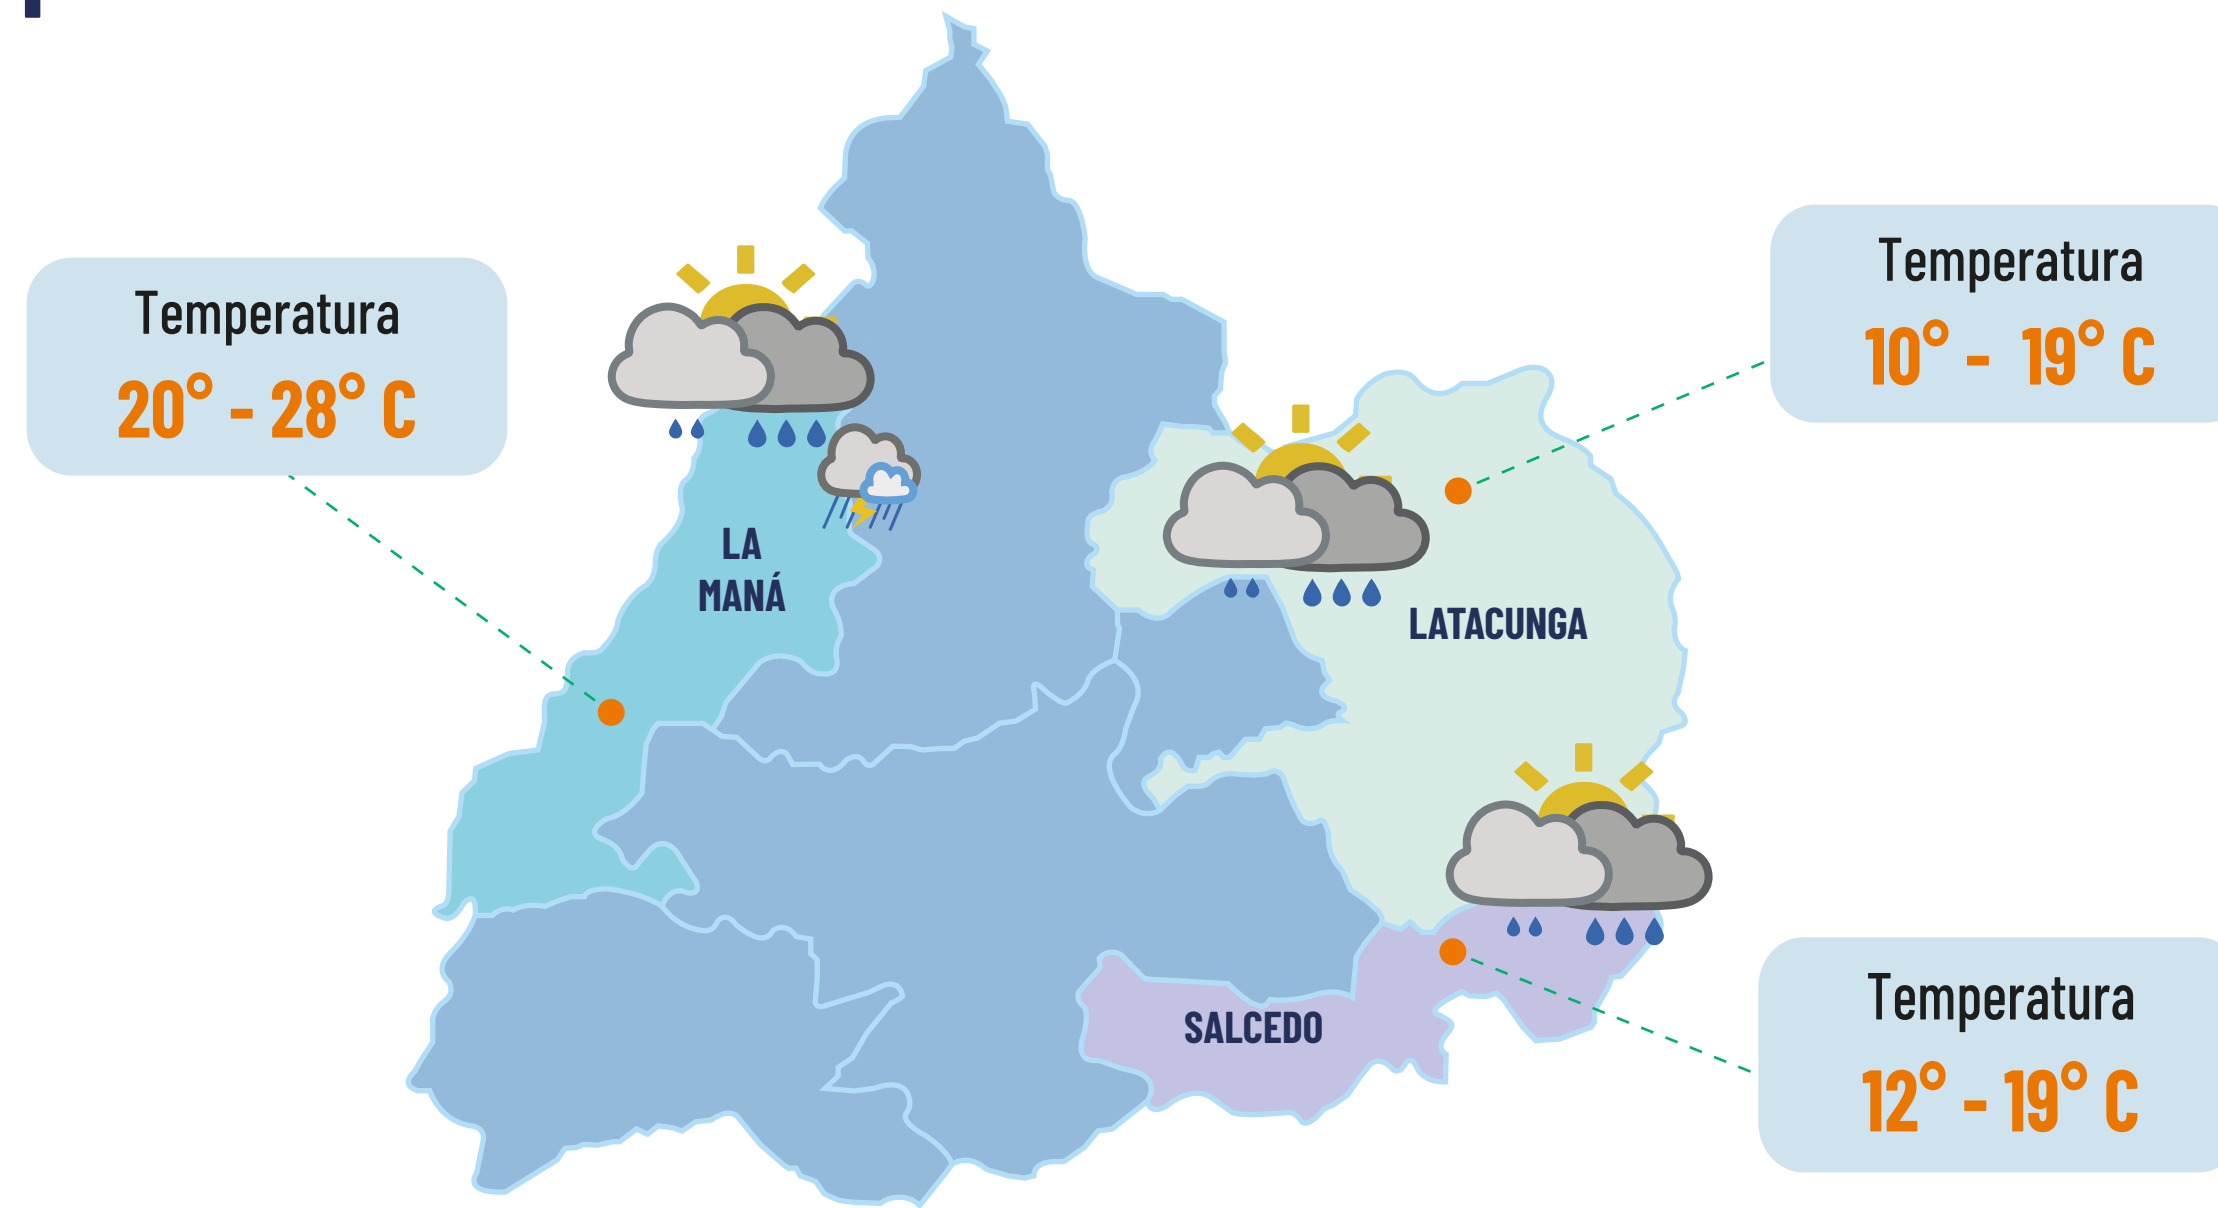 Temperatura
20° - 28° C
Temperatura
10° - 19° C
LA
MANÁ
LATACUNGA
SALCEDO
Temperatura
12° - 19° C